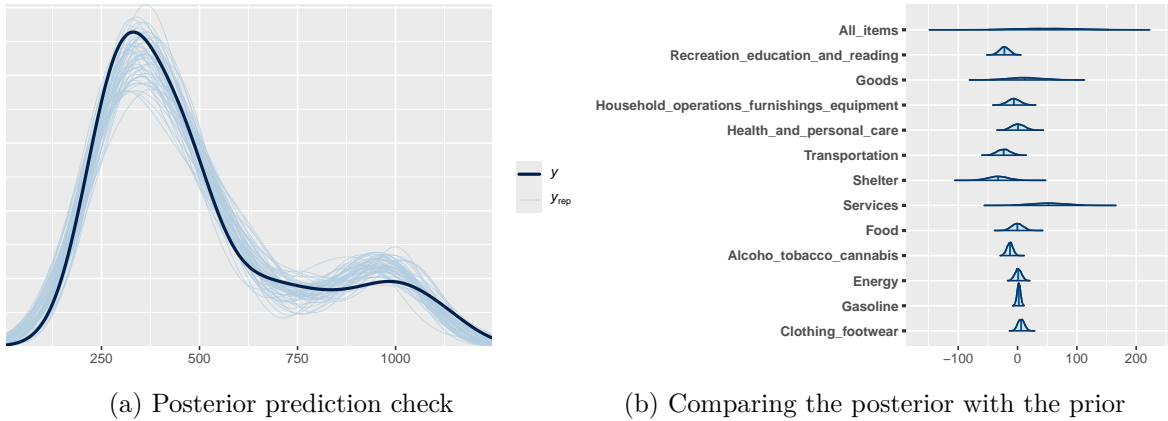 250
500
750
1000
y
yrep
(a) Posterior prediction check
All_items
Recreation_education_and_reading
Goods
Household_operations_furnishings_equipment
Health_and_personal_care
Transportation
Shelter
Services
Food
Alcoho_tobacco_cannabis
Energy
Gasoline
Clothing_footwear
−100
0
100
200
(b) Comparing the posterior with the prior